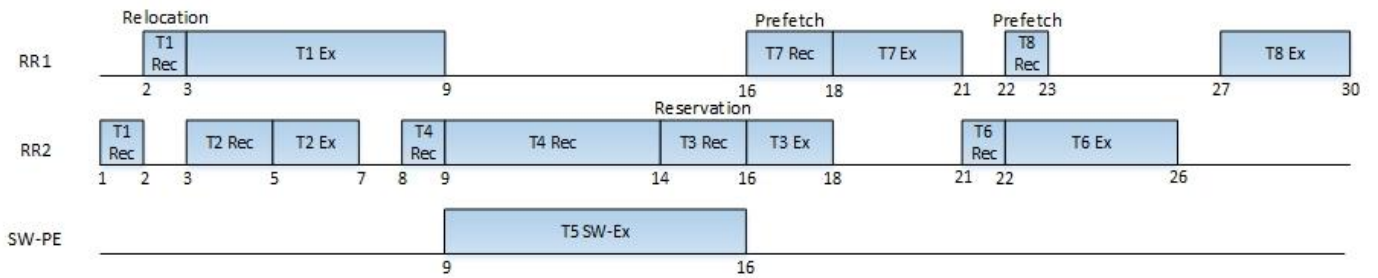 Relocation Prefetch Prefetch
RR1 T1 Rec T1 Ex T7 Rec T7 Ex T8 Rec T8 Ex
2 3 9 16 18 21 22 23 27 30
Reservation
RR2 T1 Rec T2 Rec T2 Ex T4 Rec T4 Rec T3 Rec T3 Ex T6 Rec T6 Ex
1 2 3 5 7 8 9 14 16 18 21 22 26
SW-PE T5 SW-Ex
9 16